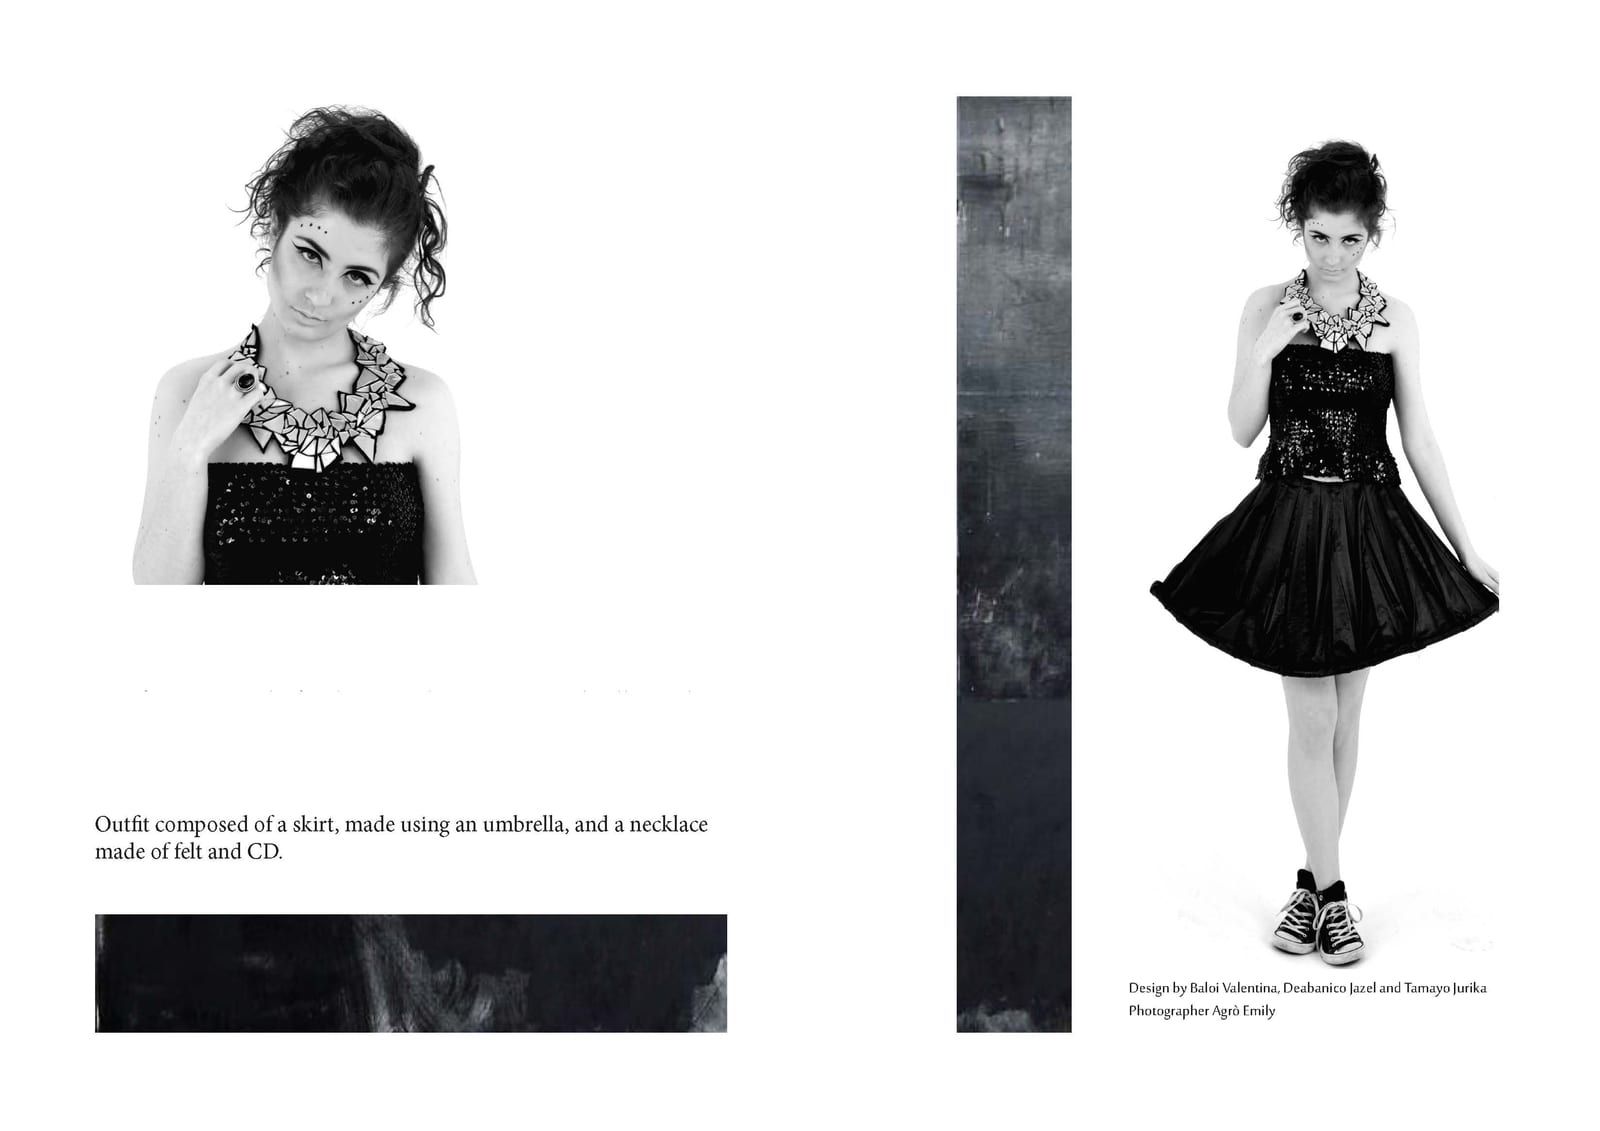 Outfit composed of a skirt, made using an umbrella, and a necklace
made of felt and CD.
Design by Baloi Valentina, Deabanico Jazel and Tamayo Jurika
Photographer Agrò Emily